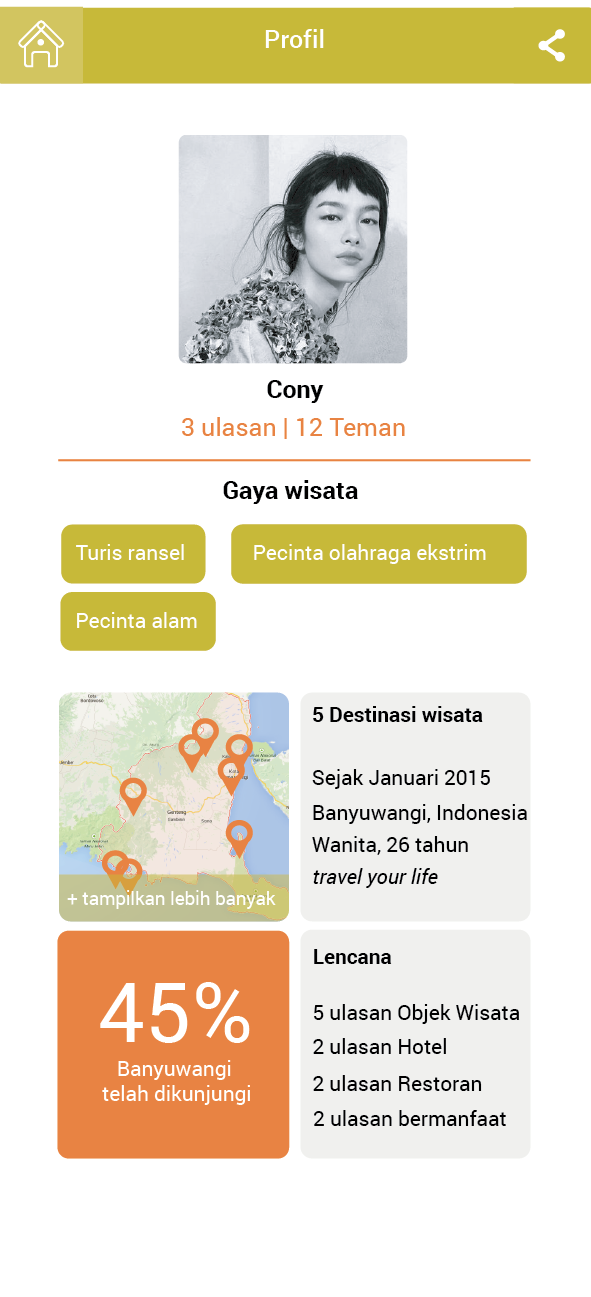 Profil
Cony
3 ulasan | 12 Teman
Gaya wisata
Turis ransel
Pecinta olahraga ekstrim
Pecinta alam
Genteng
+ tampilkan lebih banyak
5 Destinasi wisata
Sejak Januari 2015
Banyuwangi, Indonesia
Wanita, 26 tahun
travel your life
45%
Banyuwangi
telah dikunjungi
Lencana
5 ulasan Objek Wisata
2 ulasan Hotel
2 ulasan Restoran
2 ulasan bermanfaat